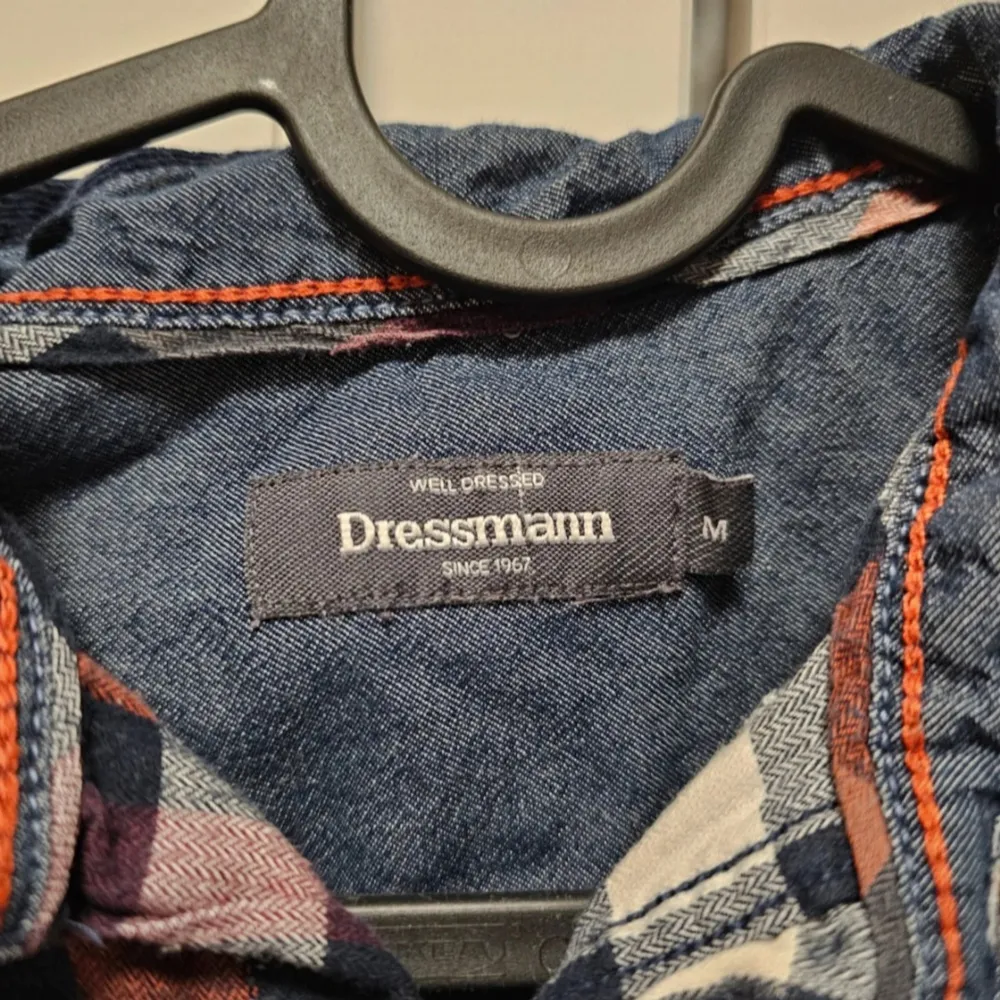 WELL DRESSED
Dressmann
SINCE 1967
M